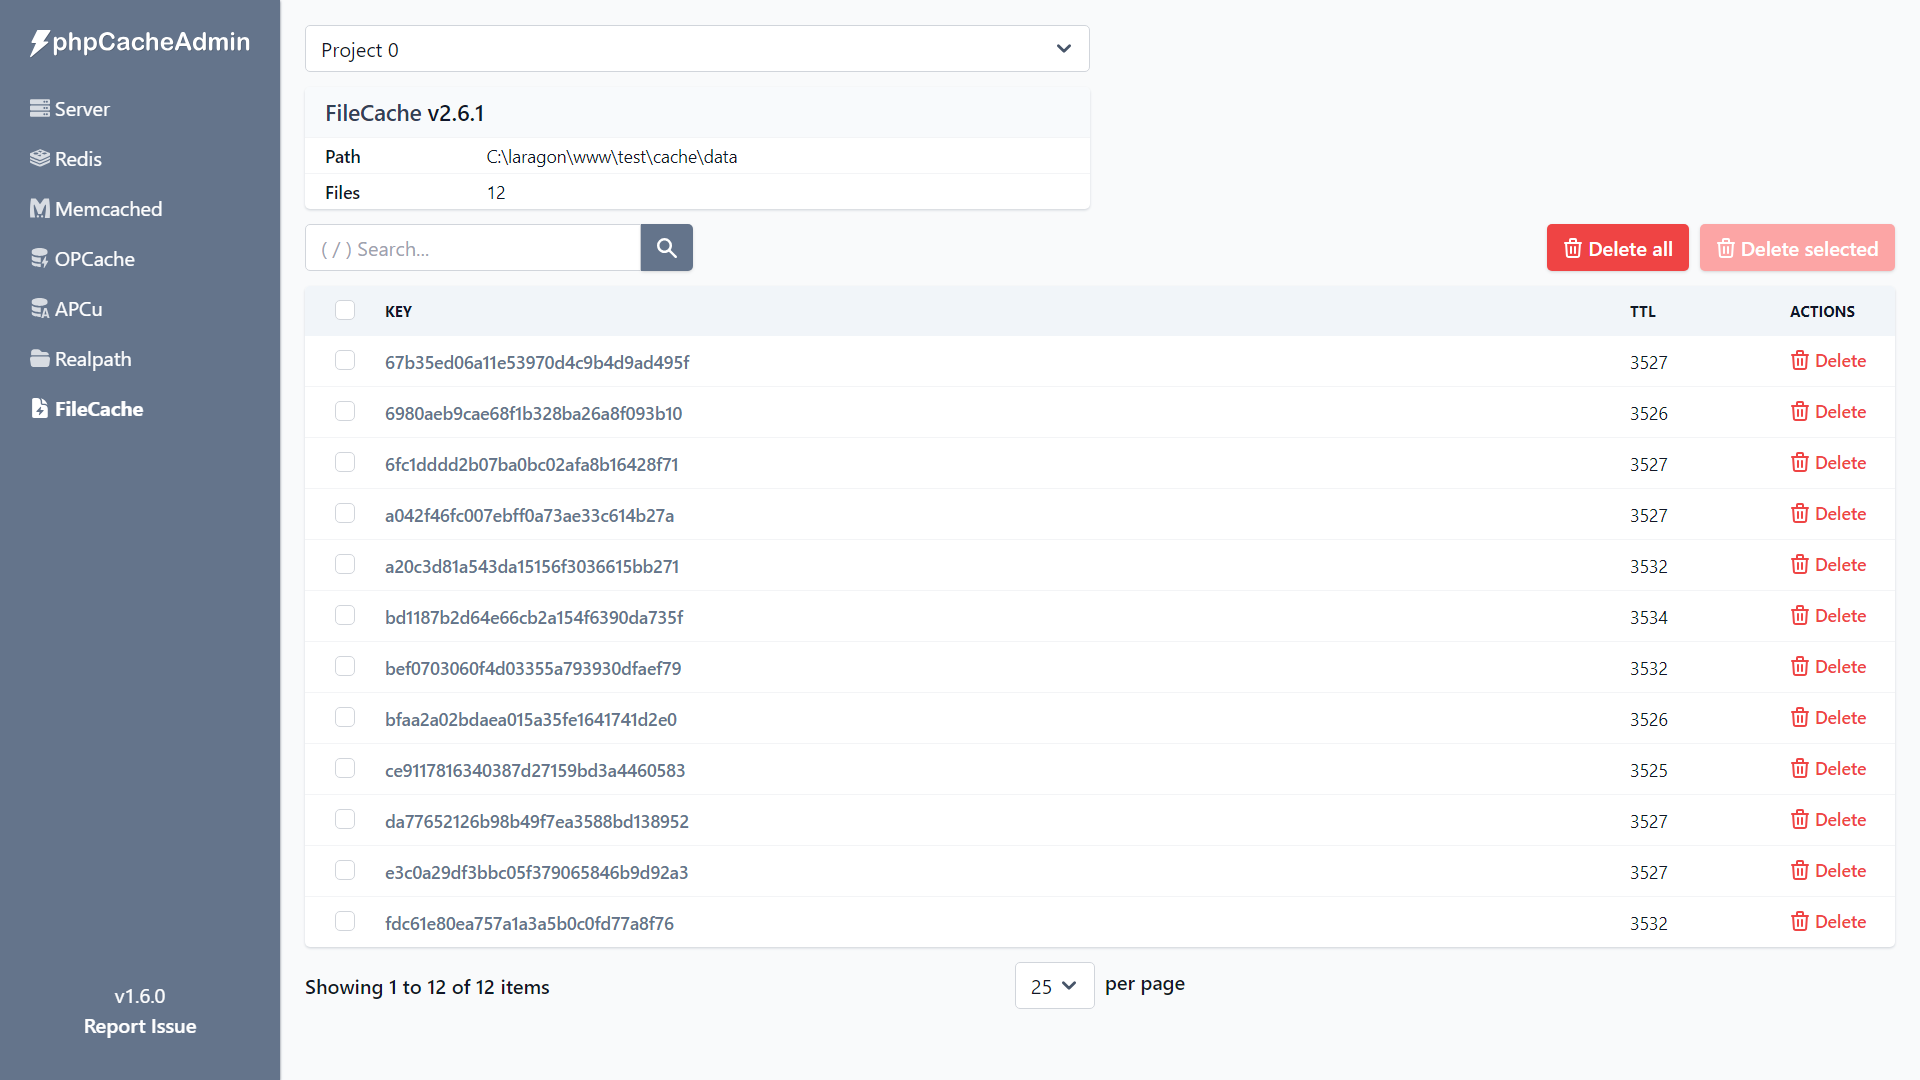 phpCacheAdmin
Server
Redis
Memcached
OPCache
APCu
Realpath
FileCache
v1.6.0
Report Issue
Project 0
FileCache v2.6.1
Path C:\laragon\www\test\cache\data
Files 12
( / ) Search...
Delete all Delete selected
KEY TTL ACTIONS
67b35ed06a11e53970d4c9b4d9ad495f 3527 Delete
6980aeb9cae68f1b328ba26a8f093b10 3526 Delete
6fc1dddd2b07ba0bc02afa8b16428f71 3527 Delete
a042f46fc007ebff0a73ae33c614b27a 3527 Delete
a20c3d81a543da15156f3036615bb271 3532 Delete
bd1187b2d64e66cb2a154f6390da735f 3534 Delete
bef0703060f4d03355a793930dfaef79 3532 Delete
bfaa2a02bdaea015a35fe1641741d2e0 3526 Delete
ce9117816340387d27159bd3a4460583 3525 Delete
da77652126b98b49f7ea3588bd138952 3527 Delete
e3c0a29df3bbc05f379065846b9d92a3 3527 Delete
fdc61e80ea757a1a3a5b0c0fd77a8f76 3532 Delete
Showing 1 to 12 of 12 items 25 per page